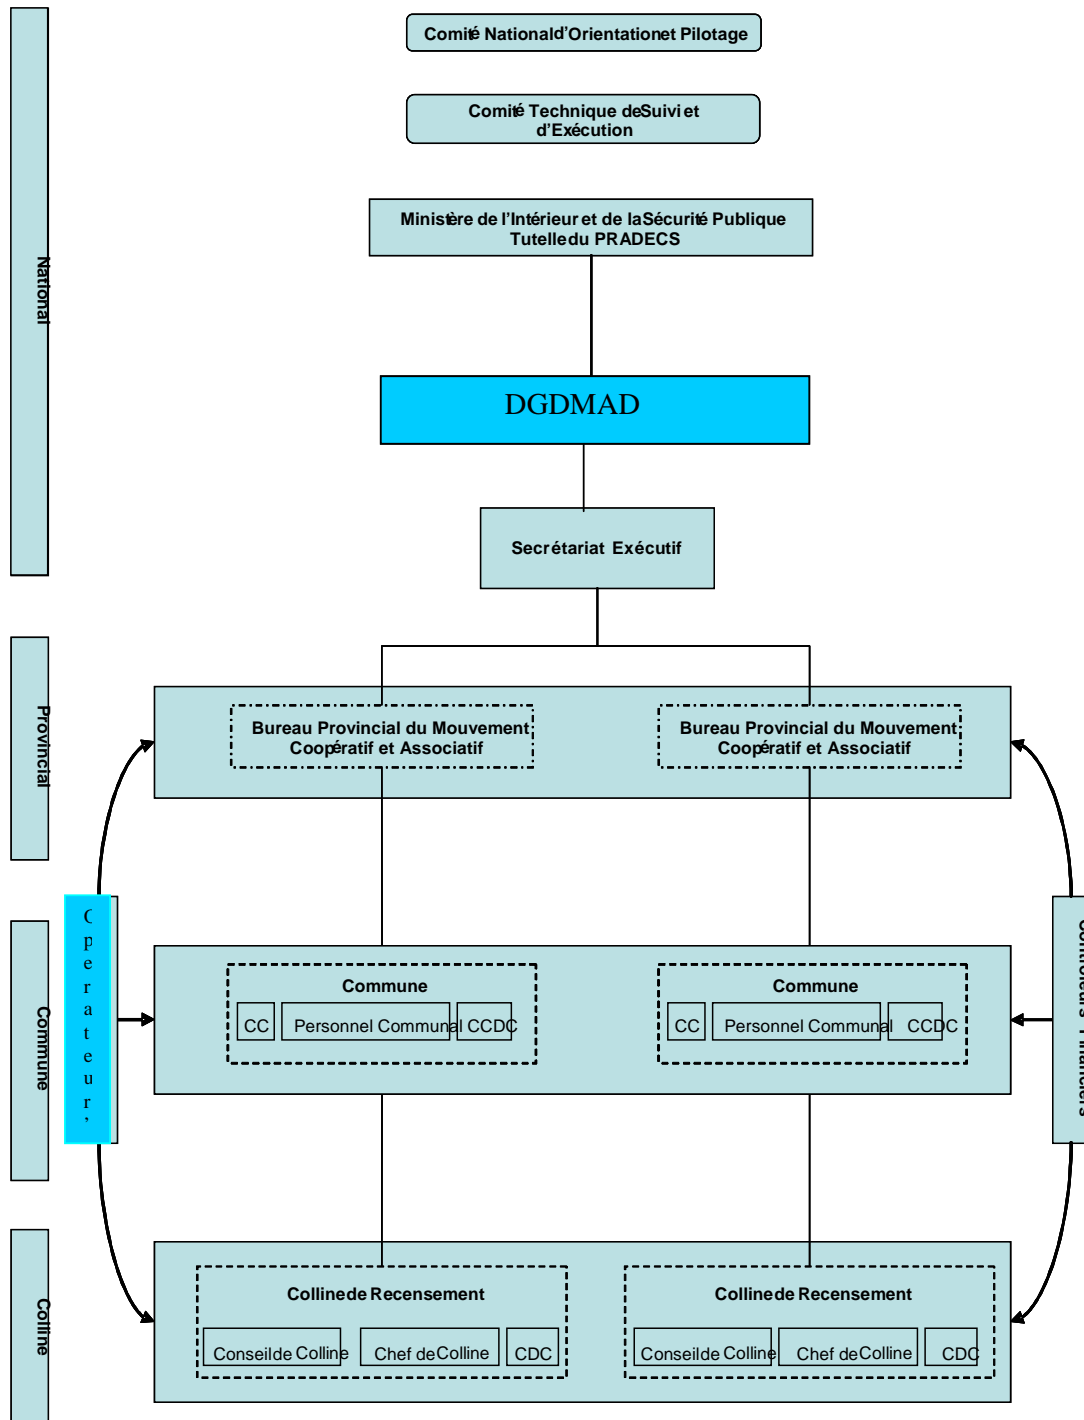 Comité National d'Orientation et Pilotage
Comité Technique de Suivi et
d'Exécution
Ministère de l'Intérieur et de la Sécurité Publique
Tutelle du PRADECS
National
DGDMAD
Secrétariat Exécutif
Provincial
Bureau Provincial du Mouvement
Coopératif et Associatif
Bureau Provincial du Mouvement
Coopératif et Associatif
Commune
Operateur’
Commune
CC
Personnel Communal
CCDC
Commune
CC
Personnel Communal
CCDC
Contrôleurs Financiers
Colline
Colline de Recensement
Conseil de Colline
Chef de Colline
CDC
Colline de Recensement
Conseil de Colline
Chef de Colline
CDC